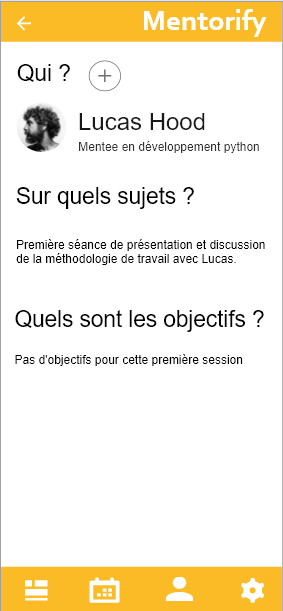 Mentorify
Qui ?
Lucas Hood
Mentee en développement python
Sur quels sujets ?
Première séance de présentation et discussion
de la méthodologie de travail avec Lucas.
Quels sont les objectifs ?
Pas d'objectifs pour cette première session